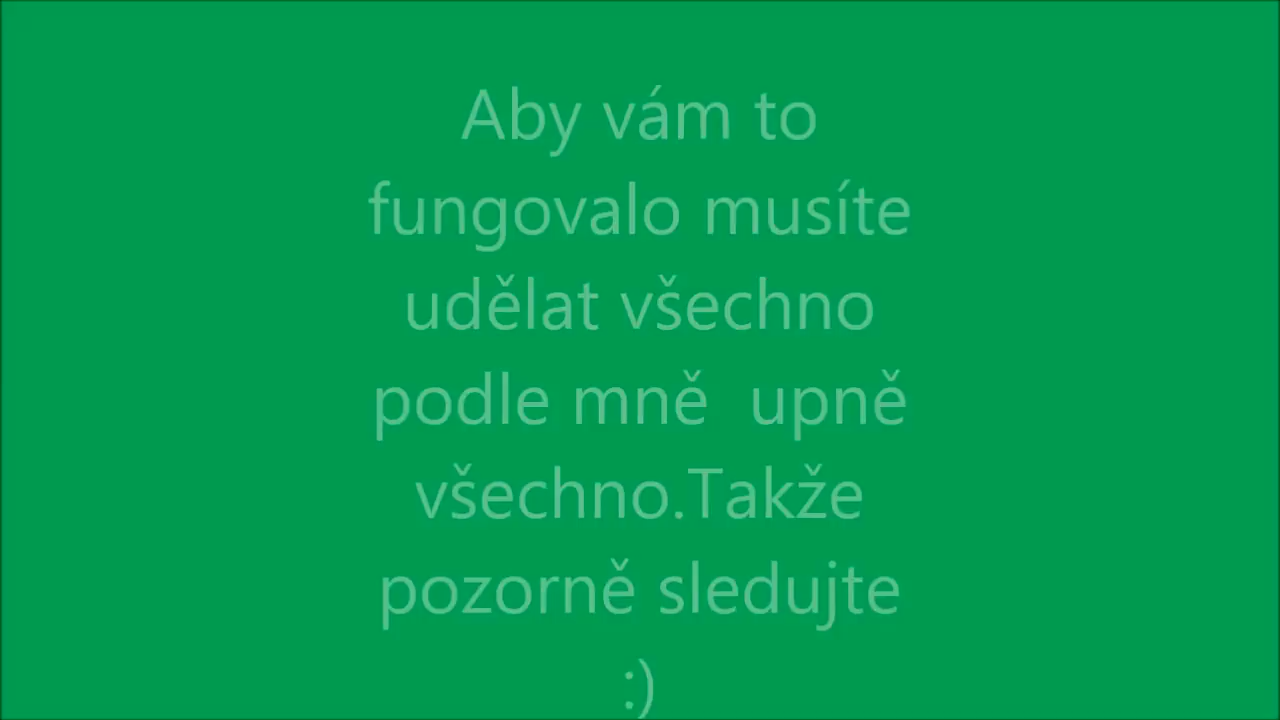 Aby vám to
fungovalo musíte
udělat všechno
podle mně  upně
všechno.Takže
pozorně sledujte
:)